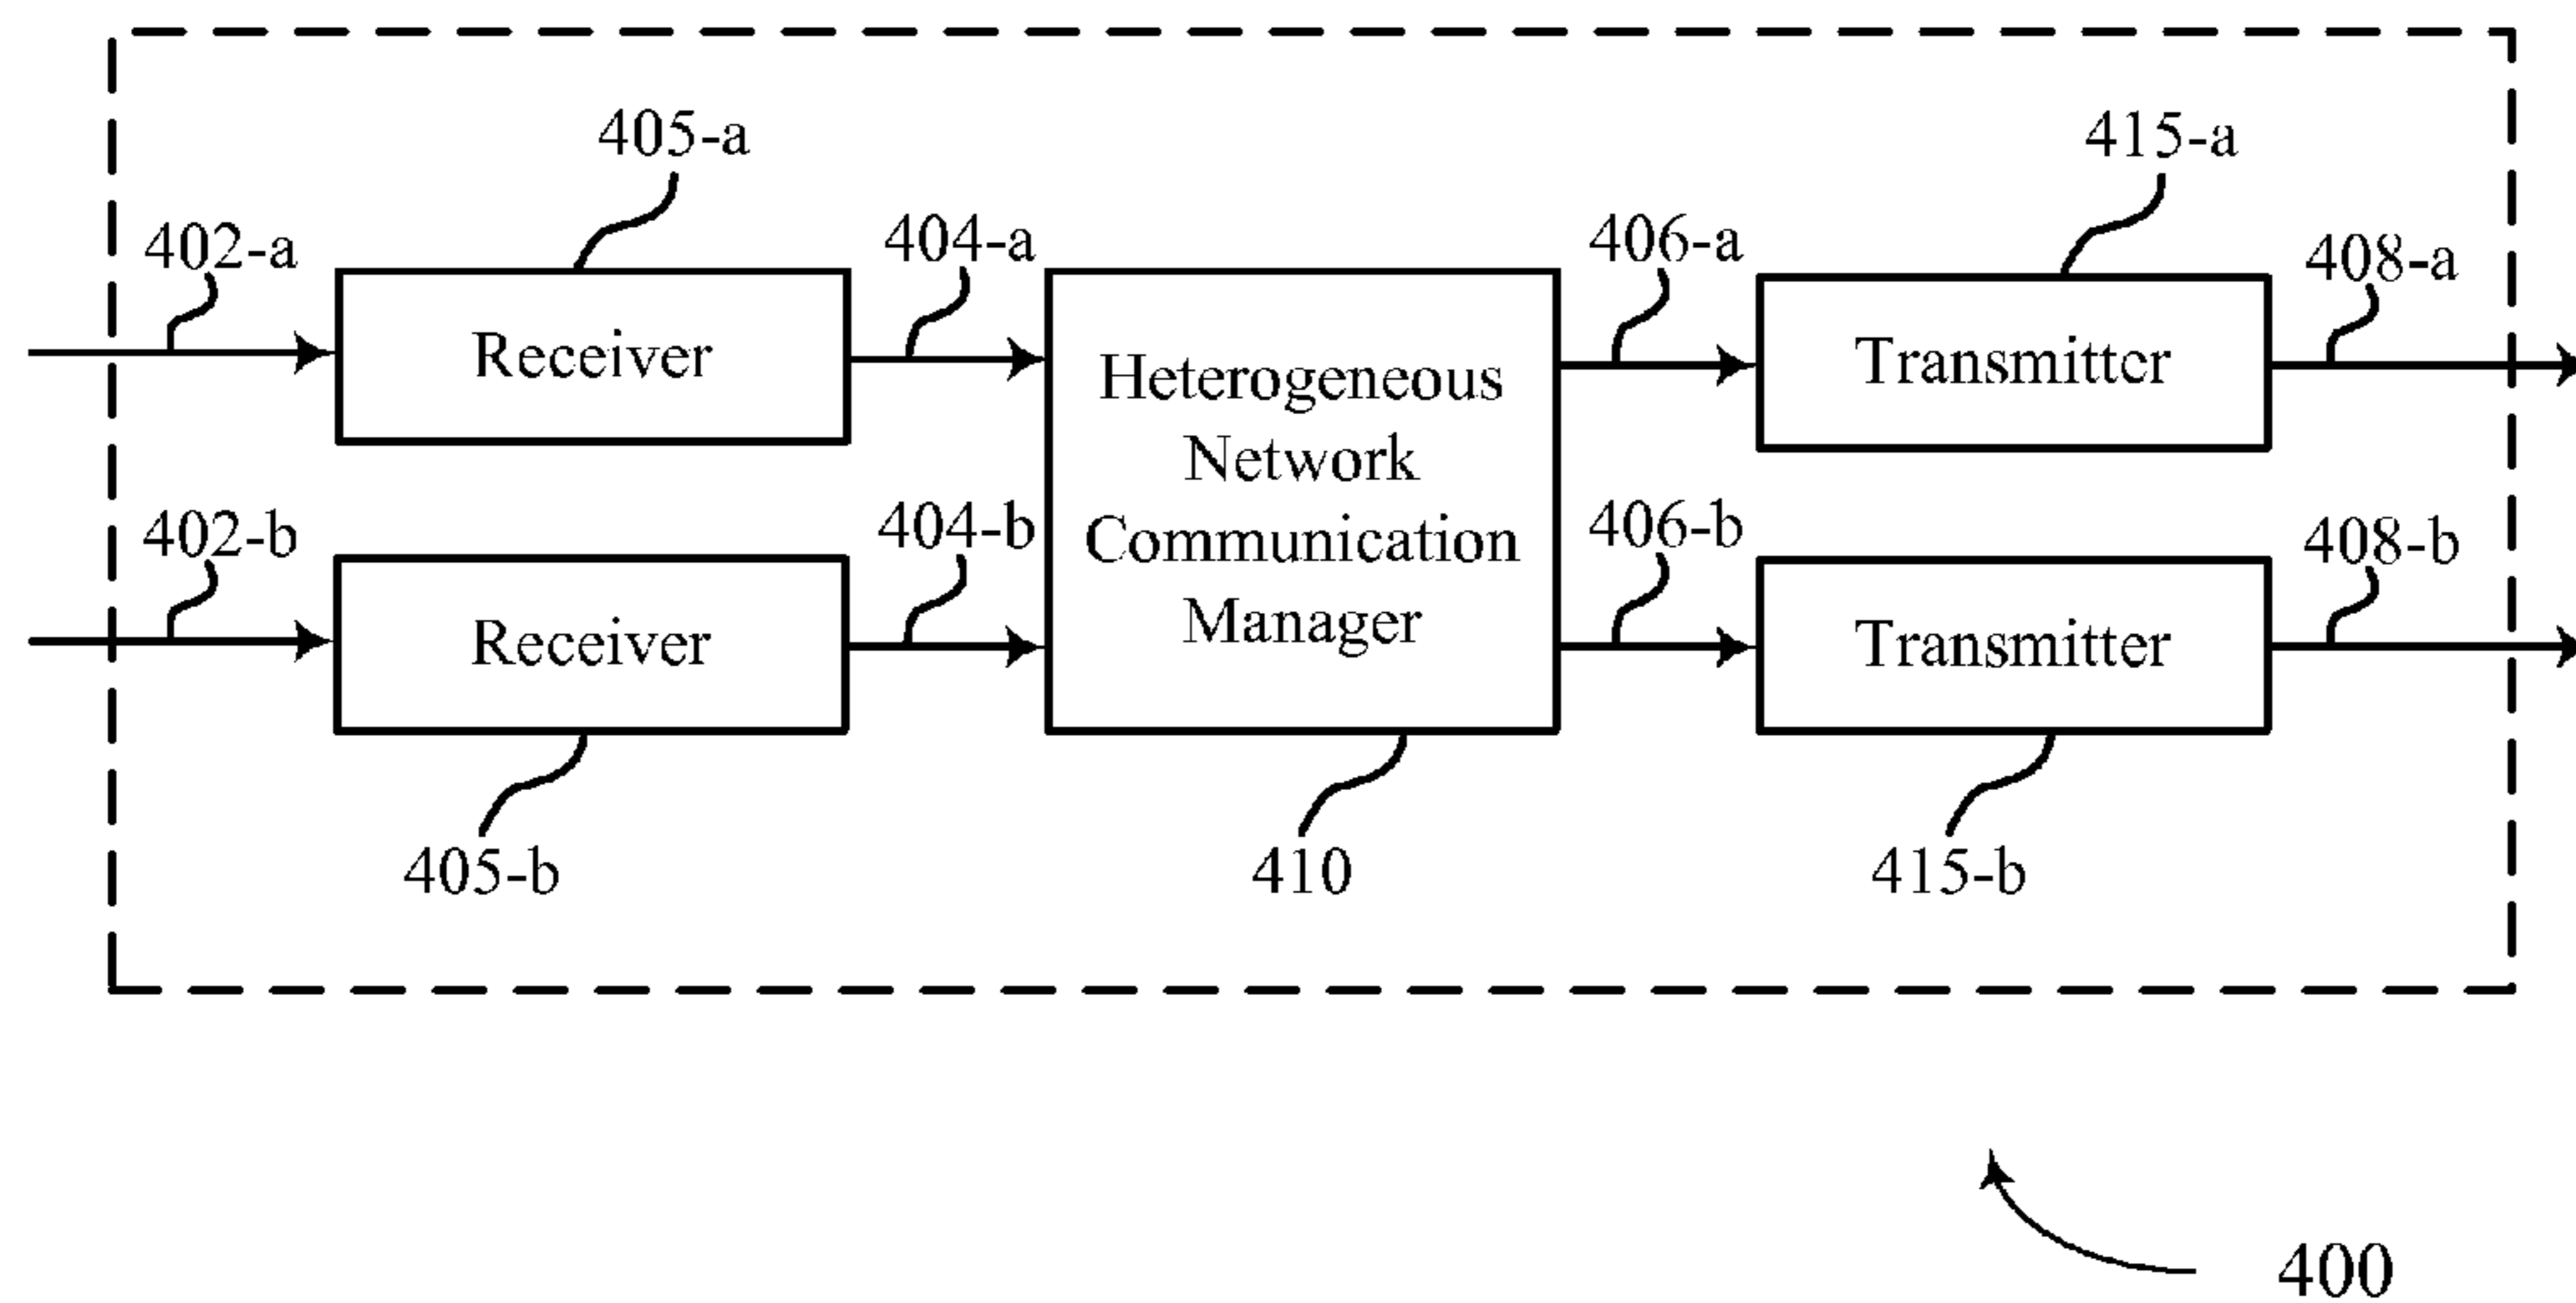 405-a
415-a
402-a
404-a
406-a
408-a
Receiver
Heterogeneous
Network
Communication
Manager
Transmitter
402-b
404-b
406-b
408-b
Receiver
Transmitter
405-b
410
415-b
400